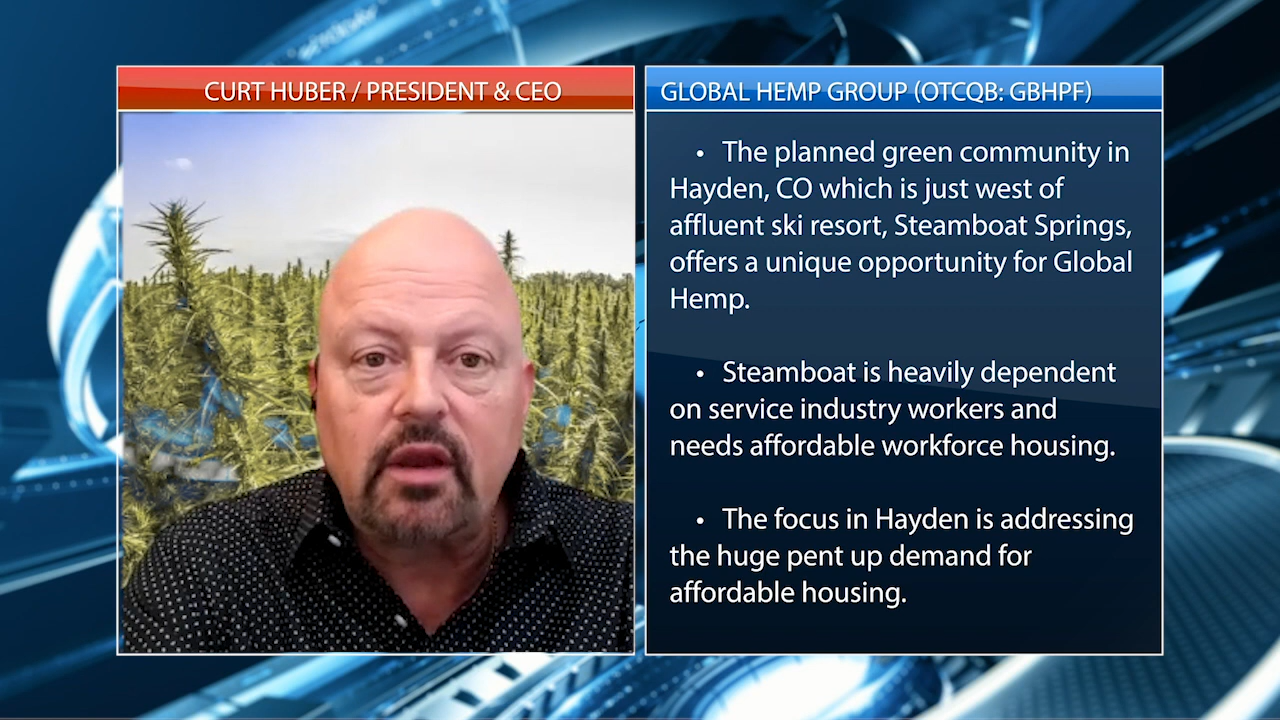 CURT HUBER / PRESIDENT & CEO
GLOBAL HEMP GROUP (OTCQB: GBHPF)
• The planned green community in
Hayden, CO which is just west of
affluent ski resort, Steamboat Springs,
offers a unique opportunity for Global
Hemp.
• Steamboat is heavily dependent
on service industry workers and
needs affordable workforce housing.
• The focus in Hayden is addressing
the huge pent up demand for
affordable housing.